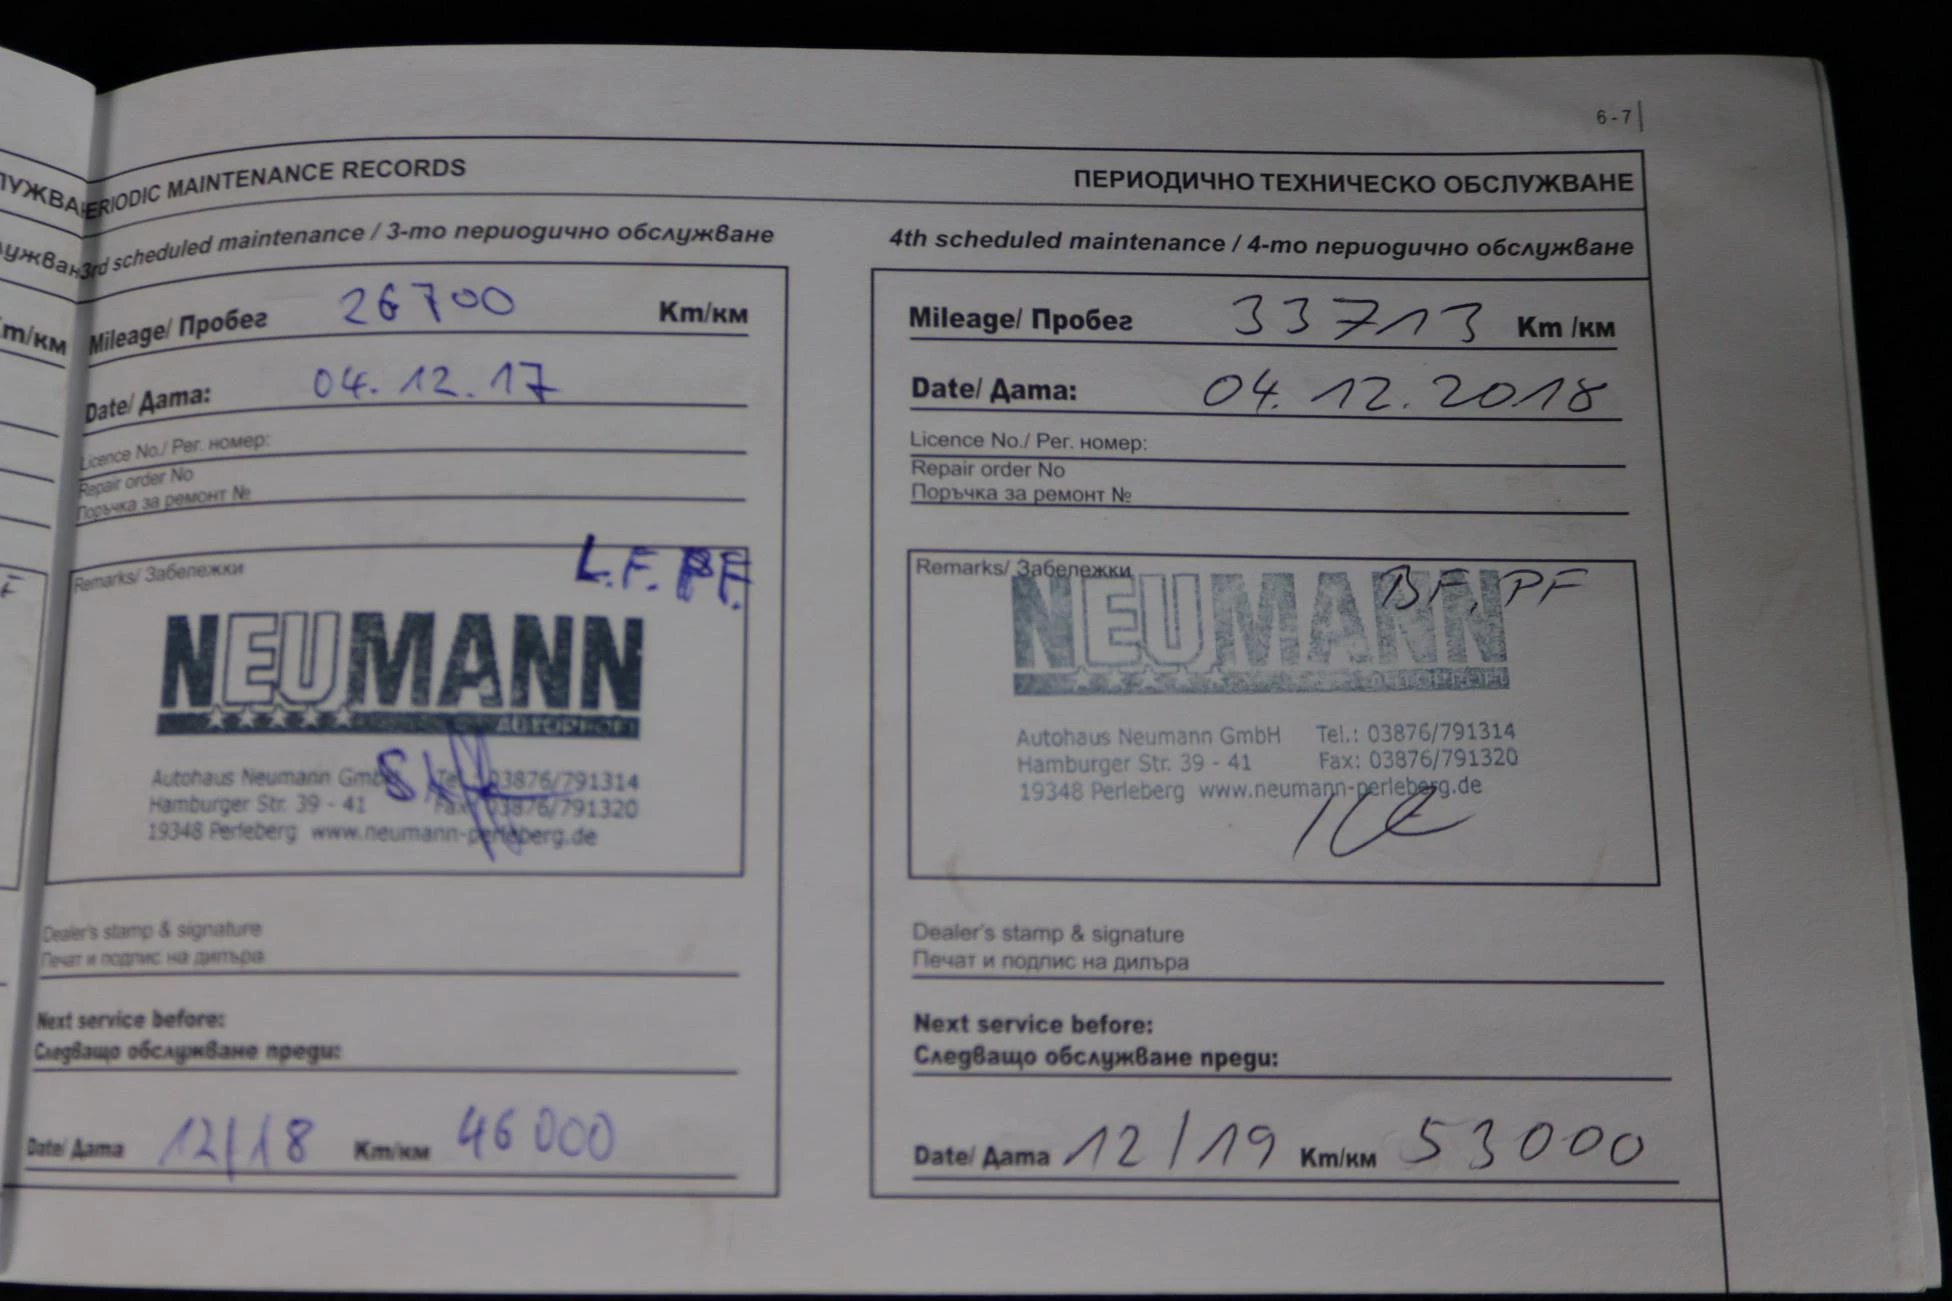 6 - 7
ЛУЖВАН
ERIODIC MAINTENANCE RECORDS
ПЕРИОДИЧНО ТЕХНИЧЕСКО ОБСЛУЖВАНЕ
3rd scheduled maintenance / 3-то периодично обслужване
Mileage/ Пробег 26700 Km/км
Date/ Дата: 04.12.17
Licence No./ Рег. номер:
Repair order No
Поръчка за ремонт №
Remarks/ Забележки L.F. PF.
NEUMANN
AUTOPROFI
Autohaus Neumann GmbH Tel.: 03876/791314
Hamburger Str. 39 - 41 Fax: 03876/791320
19348 Perleberg www.neumann-perleberg.de
Dealer's stamp & signature
Печат и подпис на дилъра
Next service before:
Следващо обслужване преди:
Date/ Дата 12/18 Km/км 46000
4th scheduled maintenance / 4-то периодично обслужване
Mileage/ Пробег 33713 Km /км
Date/ Дата: 04.12.2018
Licence No./ Рег. номер:
Repair order No
Поръчка за ремонт №
Remarks/ Забележки BF, PF
NEUMANN
AUTOPROFI
Autohaus Neumann GmbH Tel.: 03876/791314
Hamburger Str. 39 - 41 Fax: 03876/791320
19348 Perleberg www.neumann-perleberg.de
Dealer's stamp & signature
Печат и подпис на дилъра
Next service before:
Следващо обслужване преди:
Date/ Дата 12/19 Km/км 53000